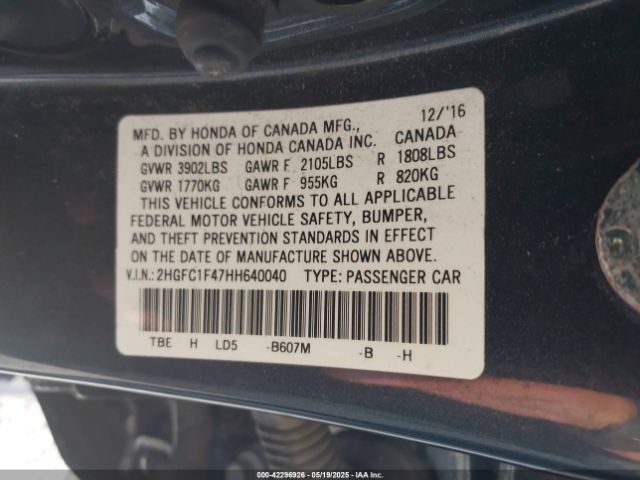 12/'16
MFD. BY HONDA OF CANADA MFG.,
A DIVISION OF HONDA CANADA INC. CANADA
GVWR 3902LBS GAWR F 2105LBS R 1808LBS
GVWR 1770KG GAWR F 955KG R 820KG
THIS VEHICLE CONFORMS TO ALL APPLICABLE
FEDERAL MOTOR VEHICLE SAFETY, BUMPER,
AND THEFT PREVENTION STANDARDS IN EFFECT
ON THE DATE OF MANUFACTURE SHOWN ABOVE.
V.I.N.: 2HGFC1F47HH640040 TYPE: PASSENGER CAR
TBE H LD5 -B607M -B -H
000-42296926 - 05/19/2025 - IAA Inc.